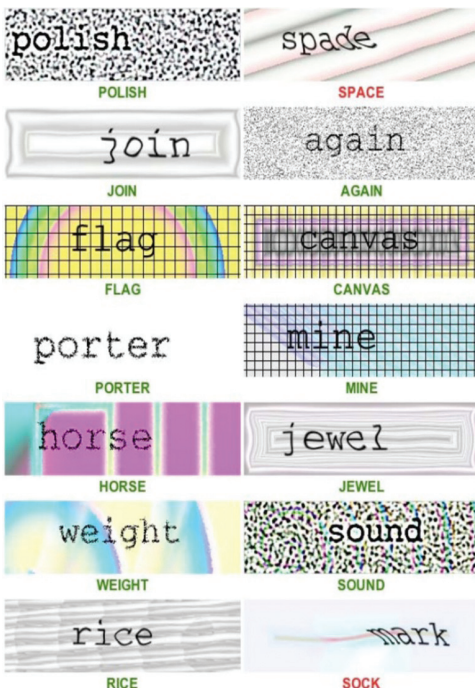 polish spade
POLISH SPACE
join again
JOIN AGAIN
flag canvas
FLAG CANVAS
porter mine
PORTER MINE
horse jewel
HORSE JEWEL
weight sound
WEIGHT SOUND
rice mark
RICE SOCK